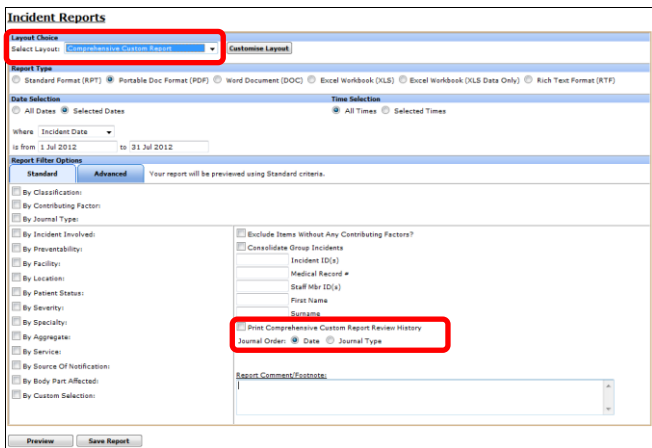 Incident Reports
Layout Choice
Select Layout: Comprehensive Custom Report Customise Layout
Report Type
Standard Format (RPT) Portable Doc Format (PDF) Word Document (DOC) Excel Workbook (XLS) Excel Workbook (XLS Data Only) Rich Text Format (RTF)
Date Selection Time Selection
All Dates Selected Dates All Times Selected Times
Where Incident Date
is from 1 Jul 2012 to 31 Jul 2012
Report Filter Options
Standard Advanced Your report will be previewed using Standard criteria.
By Classification:
By Contributing Factor:
By Journal Type:
By Incident Involved:
By Preventability:
By Facility:
By Location:
By Patient Status:
By Severity:
By Specialty:
By Aggregate:
By Service:
By Source Of Notification:
By Body Part Affected:
By Custom Selection:
Exclude Items Without Any Contributing Factors?
Consolidate Group Incidents
Incident ID(s)
Medical Record #
Staff Mbr ID(s)
First Name
Surname
Print Comprehensive Custom Report Review History
Journal Order: Date Journal Type
Report Comment/Footnote:
Preview Save Report